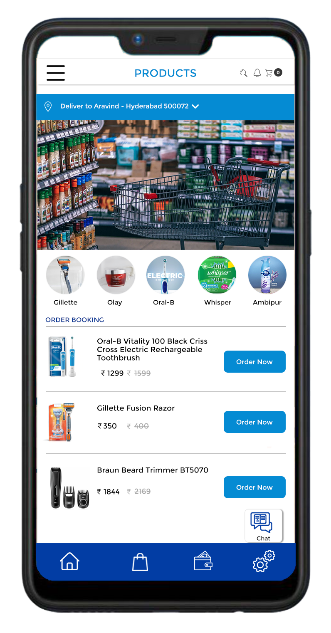 PRODUCTS
0
Deliver to Aravind - Hyderabad 500072
ELECTRIC
whisper
Gillette
Olay
Oral-B
Whisper
Ambipur
ORDER BOOKING
Oral-B Vitality 100 Black Criss
Cross Electric Rechargeable
Toothbrush
₹ 1299 ₹ 1599
Order Now
Gillette Fusion Razor
₹ 350 ₹ 400
Order Now
Braun Beard Trimmer BT5070
₹ 1844 ₹ 2169
Order Now
Chat